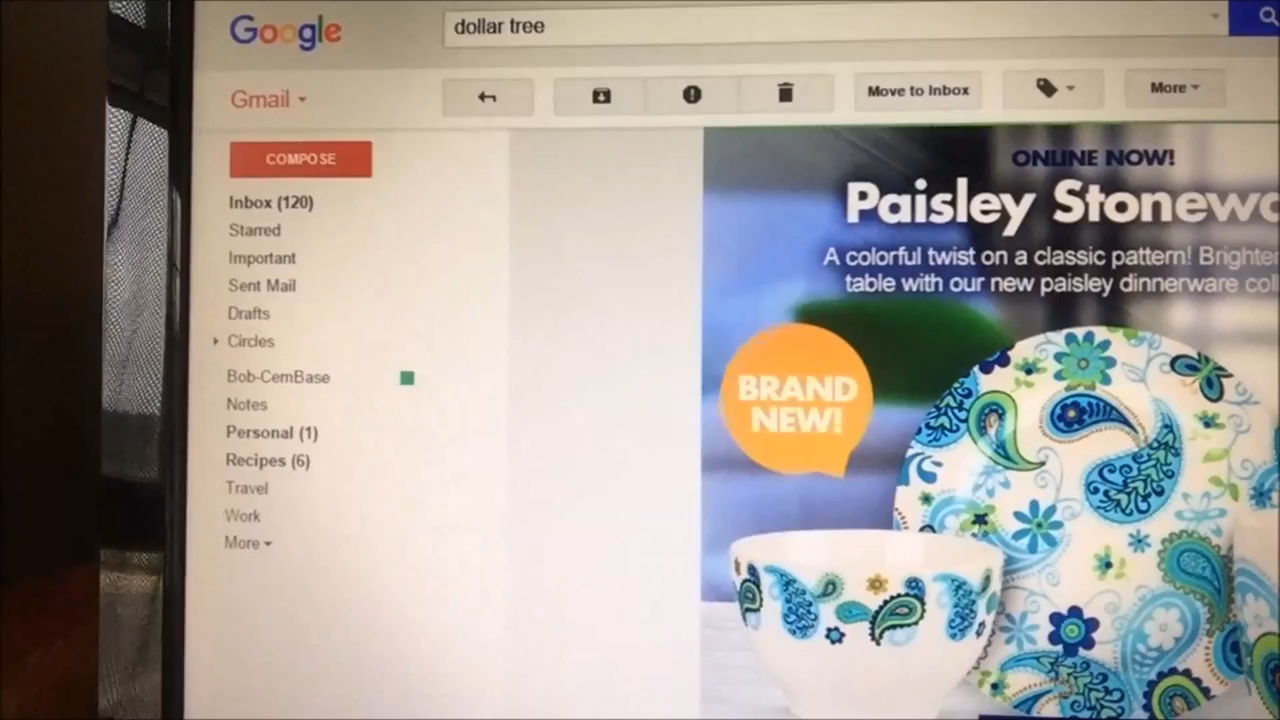 Google
dollar tree
Gmail
Move to Inbox
More
COMPOSE
Inbox (120)
Starred
Important
Sent Mail
Drafts
Circles
Bob-CemBase
Notes
Personal (1)
Recipes (6)
Travel
Work
More
ONLINE NOW!
Paisley Stonewa
A colorful twist on a classic pattern! Brighten
table with our new paisley dinnerware col
BRAND
NEW!